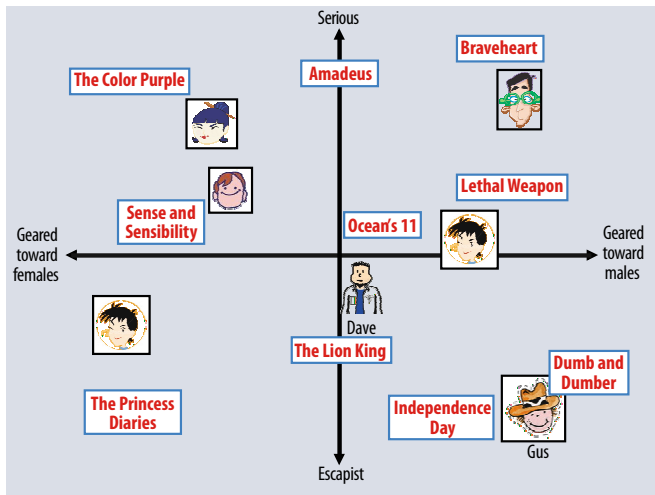 Serious
Braveheart
Amadeus
The Color Purple
Lethal Weapon
Sense and
Sensibility
Ocean's 11
Geared
toward
females
Geared
toward
males
Dave
The Lion King
Dumb and
Dumber
The Princess
Diaries
Independence
Day
Gus
Escapist